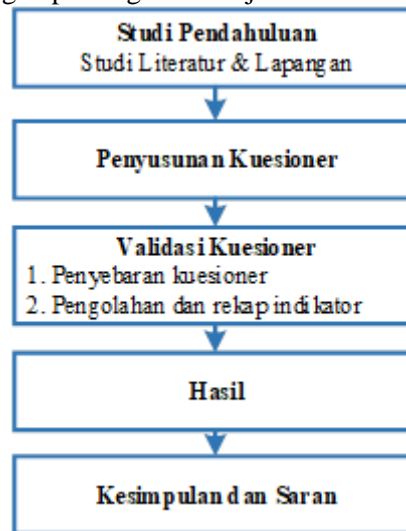 Studi Pendahuluan
Studi Literatur & Lapangan
Penyusunan Kuesioner
Validasi Kuesioner
1. Penyebaran kuesioner
2. Pengolahan dan rekap indikator
Hasil
Kesimpulan dan Saran